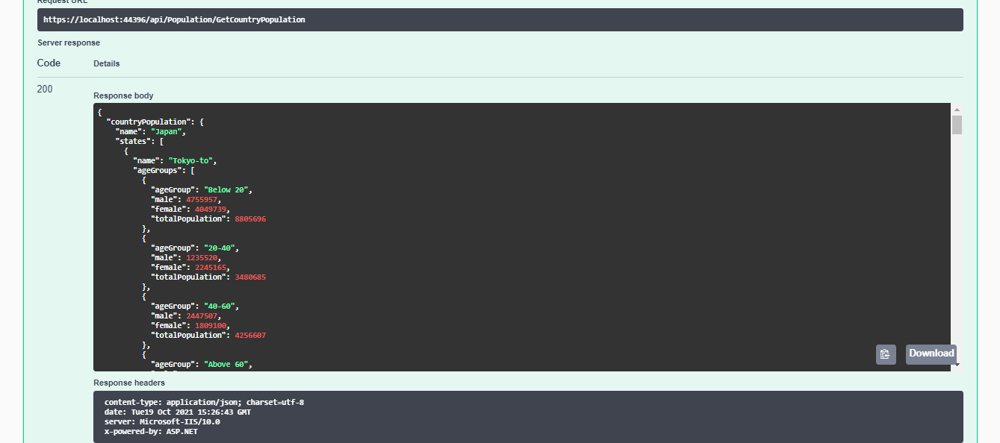 Request URL
https://localhost:44396/api/Population/GetCountryPopulation
Server response
Code Details
200
Response body
{
"countryPopulation": {
"name": "Japan",
"states": [
{
"name": "Tokyo-to",
"ageGroups": [
{
"ageGroup": "Below 20",
"male": 4755957,
"female": 4049739,
"totalPopulation": 8805696
},
{
"ageGroup": "20-40",
"male": 1235520,
"female": 2245165,
"totalPopulation": 3480685
},
{
"ageGroup": "40-60",
"male": 2447507,
"female": 1809100,
"totalPopulation": 4256607
},
{
"ageGroup": "Above 60",
Download
Response headers
content-type: application/json; charset=utf-8
date: Tue19 Oct 2021 15:26:43 GMT
server: Microsoft-IIS/10.0
x-powered-by: ASP.NET